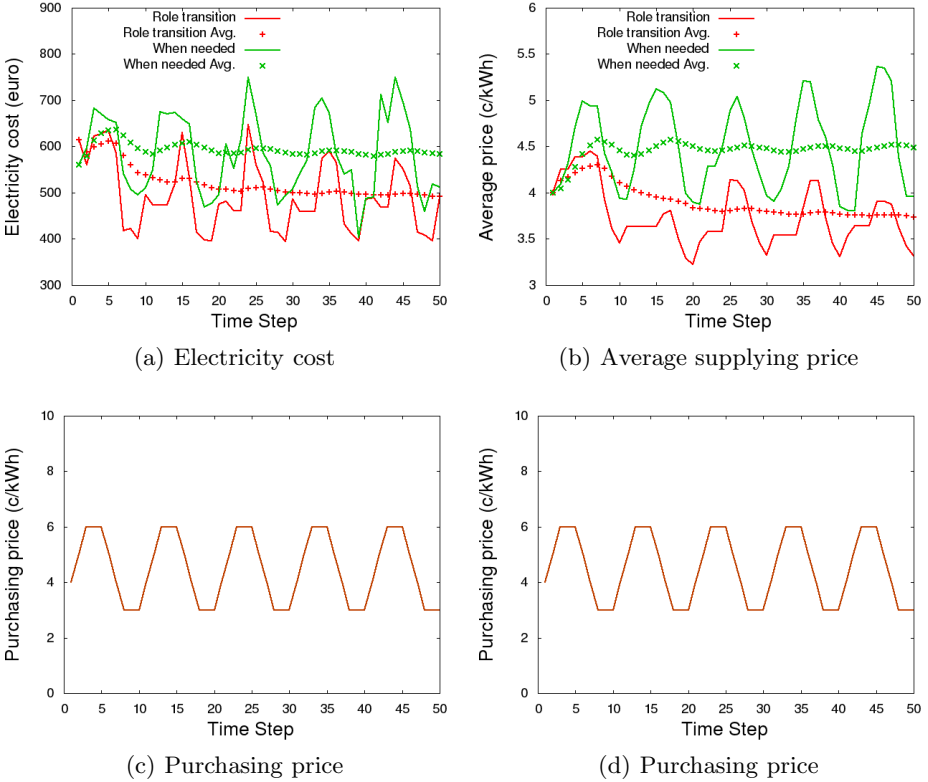 Electricity cost (euro)
900
800
700
600
500
400
300
Role transition
Role transition Avg.
When needed
When needed Avg.
0 5 10 15 20 25 30 35 40 45 50
Time Step
(a) Electricity cost
Average price (c/kWh)
6
5.5
5
4.5
4
3.5
3
Role transition
Role transition Avg.
When needed
When needed Avg.
0 5 10 15 20 25 30 35 40 45 50
Time Step
(b) Average supplying price
Purchasing price (c/kWh)
10
8
6
4
2
0
0 5 10 15 20 25 30 35 40 45 50
Time Step
(c) Purchasing price
Purchasing price (c/kWh)
10
8
6
4
2
0
0 5 10 15 20 25 30 35 40 45 50
Time Step
(d) Purchasing price